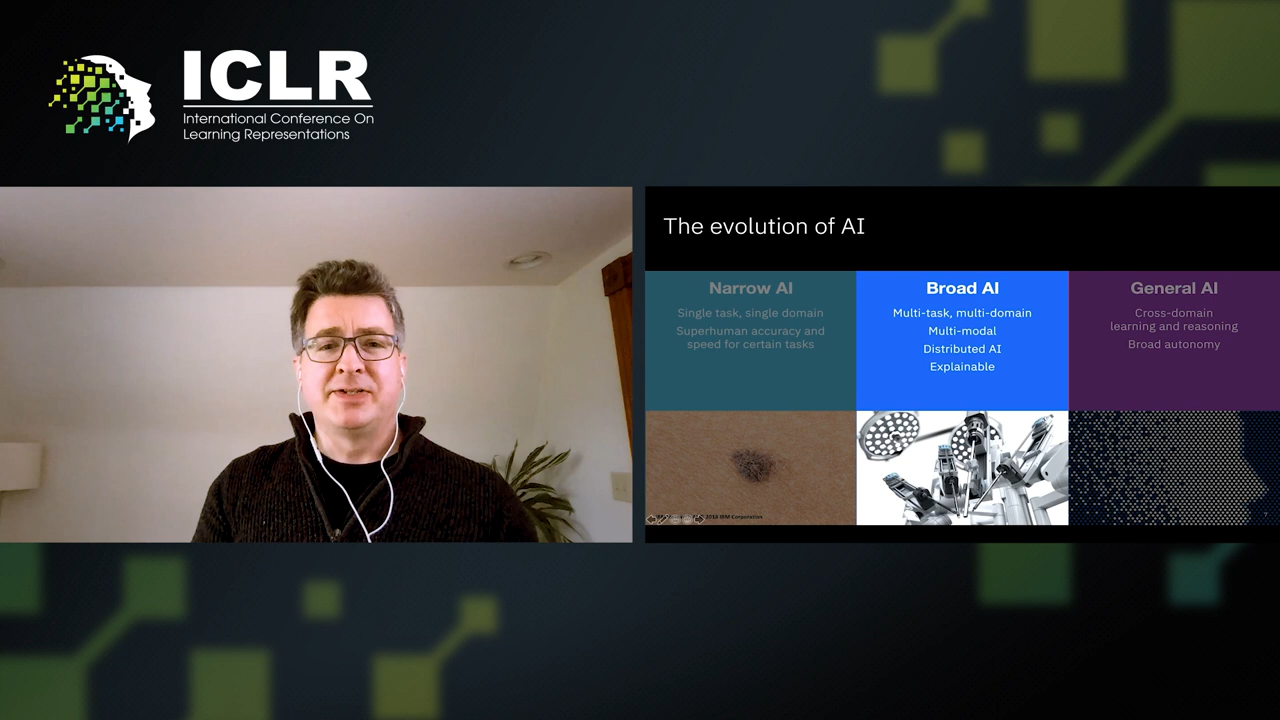 ICLR
International Conference On
Learning Representations
The evolution of AI
Narrow AI
Single task, single domain
Superhuman accuracy and
speed for certain tasks
Broad AI
Multi-task, multi-domain
Multi-modal
Distributed AI
Explainable
General AI
Cross-domain
learning and reasoning
Broad autonomy
IBM Corporation